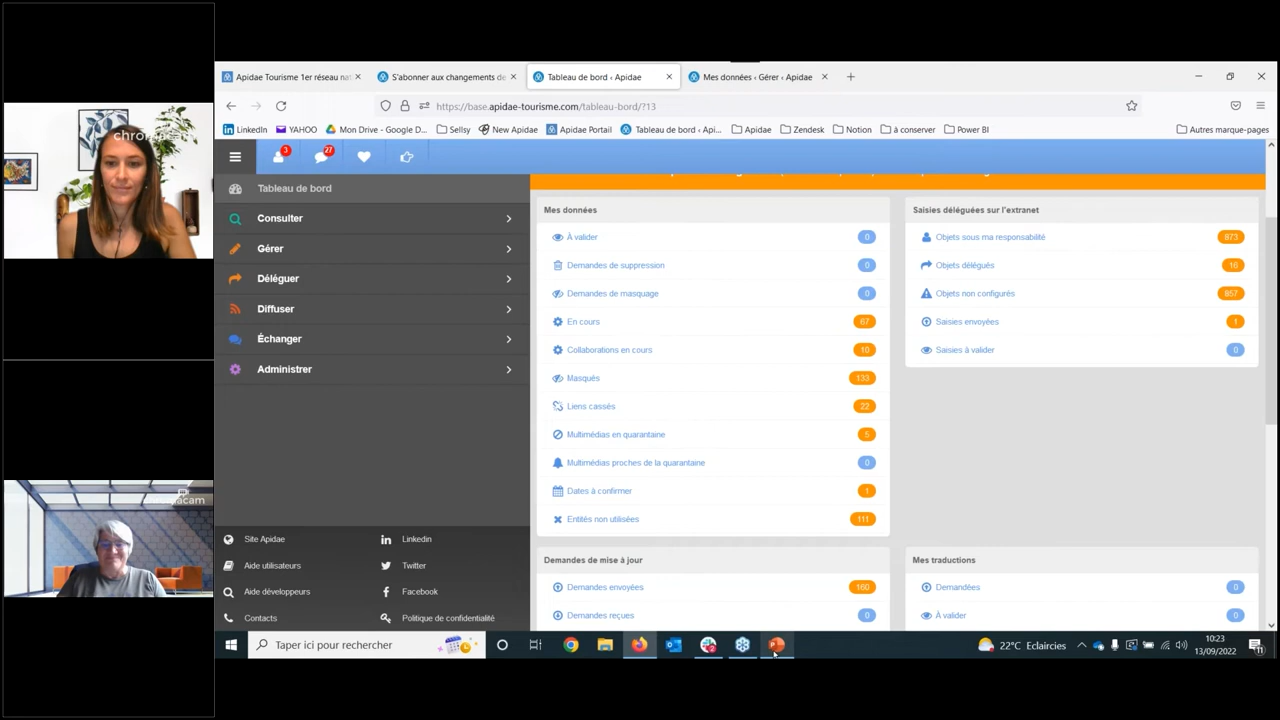 chromacam
chromacam
Apidae Tourisme 1er réseau nat
S'abonner aux changements de
Tableau de bord ‹ Apidae
Mes données ‹ Gérer ‹ Apidae
https://base.apidae-tourisme.com/tableau-bord/?13
LinkedIn
YAHOO
Mon Drive - Google D...
Sellsy
New Apidae
Apidae Portail
Tableau de bord ‹ Api...
Apidae
Zendesk
Notion
à conserver
Power BI
Autres marque-pages
3
27
Tableau de bord
Consulter
Gérer
Déléguer
Diffuser
Échanger
Administrer
Site Apidae
Linkedin
Aide utilisateurs
Twitter
Aide développeurs
Facebook
Contacts
Politique de confidentialité
Mes données
À valider 0
Demandes de suppression 0
Demandes de masquage 0
En cours 67
Collaborations en cours 10
Masqués 133
Liens cassés 22
Multimédias en quarantaine 5
Multimédias proches de la quarantaine 0
Dates à confirmer 1
Entités non utilisées 111
Saisies déléguées sur l'extranet
Objets sous ma responsabilité 873
Objets délégués 16
Objets non configurés 857
Saisies envoyées 1
Saisies à valider 0
Demandes de mise à jour
Demandes envoyées 160
Demandes reçues 0
Mes traductions
Demandées 0
À valider 0
Taper ici pour rechercher
22°C Eclaircies
10:23
13/09/2022
11